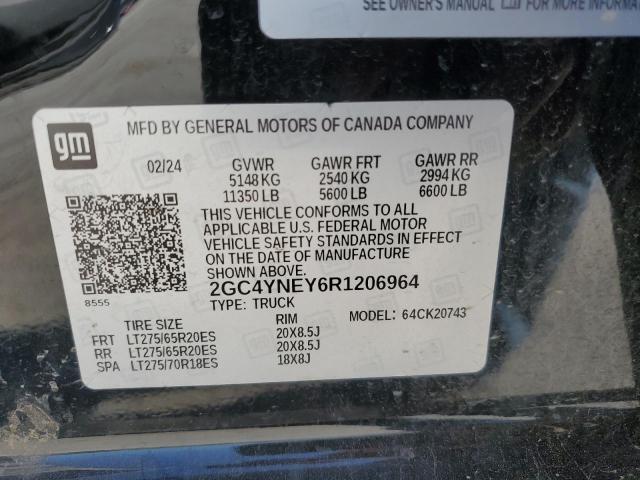 SEE OWNER'S MANUAL gm FOR MORE INFORMA
gm
MFD BY GENERAL MOTORS OF CANADA COMPANY
02/24 GVWR GAWR FRT GAWR RR
5148 KG 2540 KG 2994 KG
11350 LB 5600 LB 6600 LB
THIS VEHICLE CONFORMS TO ALL
APPLICABLE U.S. FEDERAL MOTOR
VEHICLE SAFETY STANDARDS IN EFFECT
ON THE DATE OF MANUFACTURE
SHOWN ABOVE.
8555
2GC4YNEY6R1206964
TYPE: TRUCK
TIRE SIZE RIM MODEL: 64CK20743
FRT LT275/65R20ES 20X8.5J
RR LT275/65R20ES 20X8.5J
SPA LT275/70R18ES 18X8J